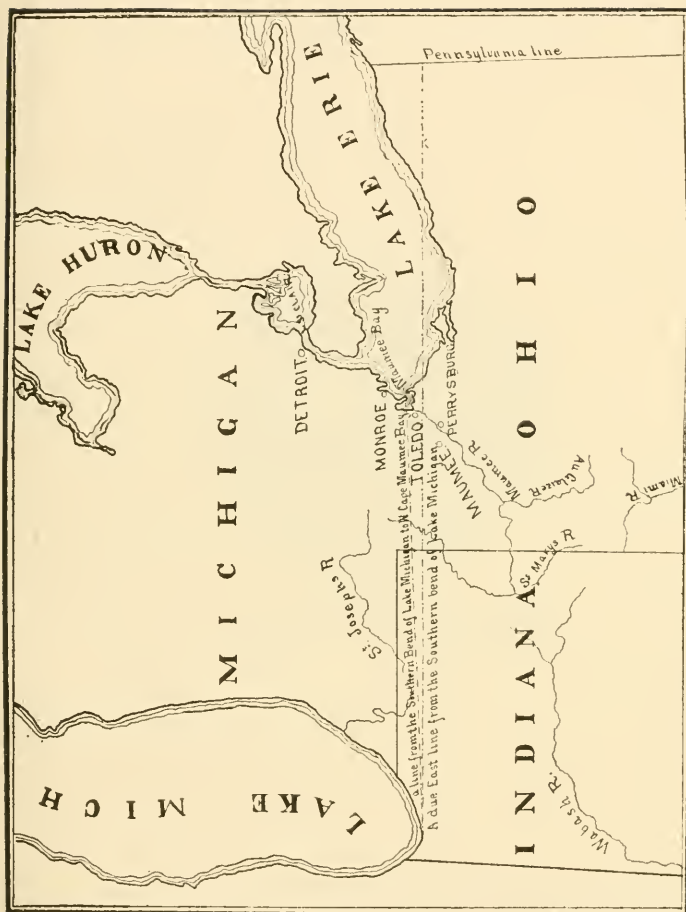 Pennsylvania line
LAKE ERIE
LAKE HURON
MICHIGAN
DETROIT
MONROE
Maumee Bay
TOLEDO
PERRYSBURG
MAUMEE
OHIO
a line from the Southern Bend of Lake Michigan to N Cape Maumee Bay
A due East line from the Southern bend of Lake Michigan
Maumee R
Au Glaize R
Miami R
St Marys R
St Josephs R
INDIANA
Wabash R.
LAKE MICH